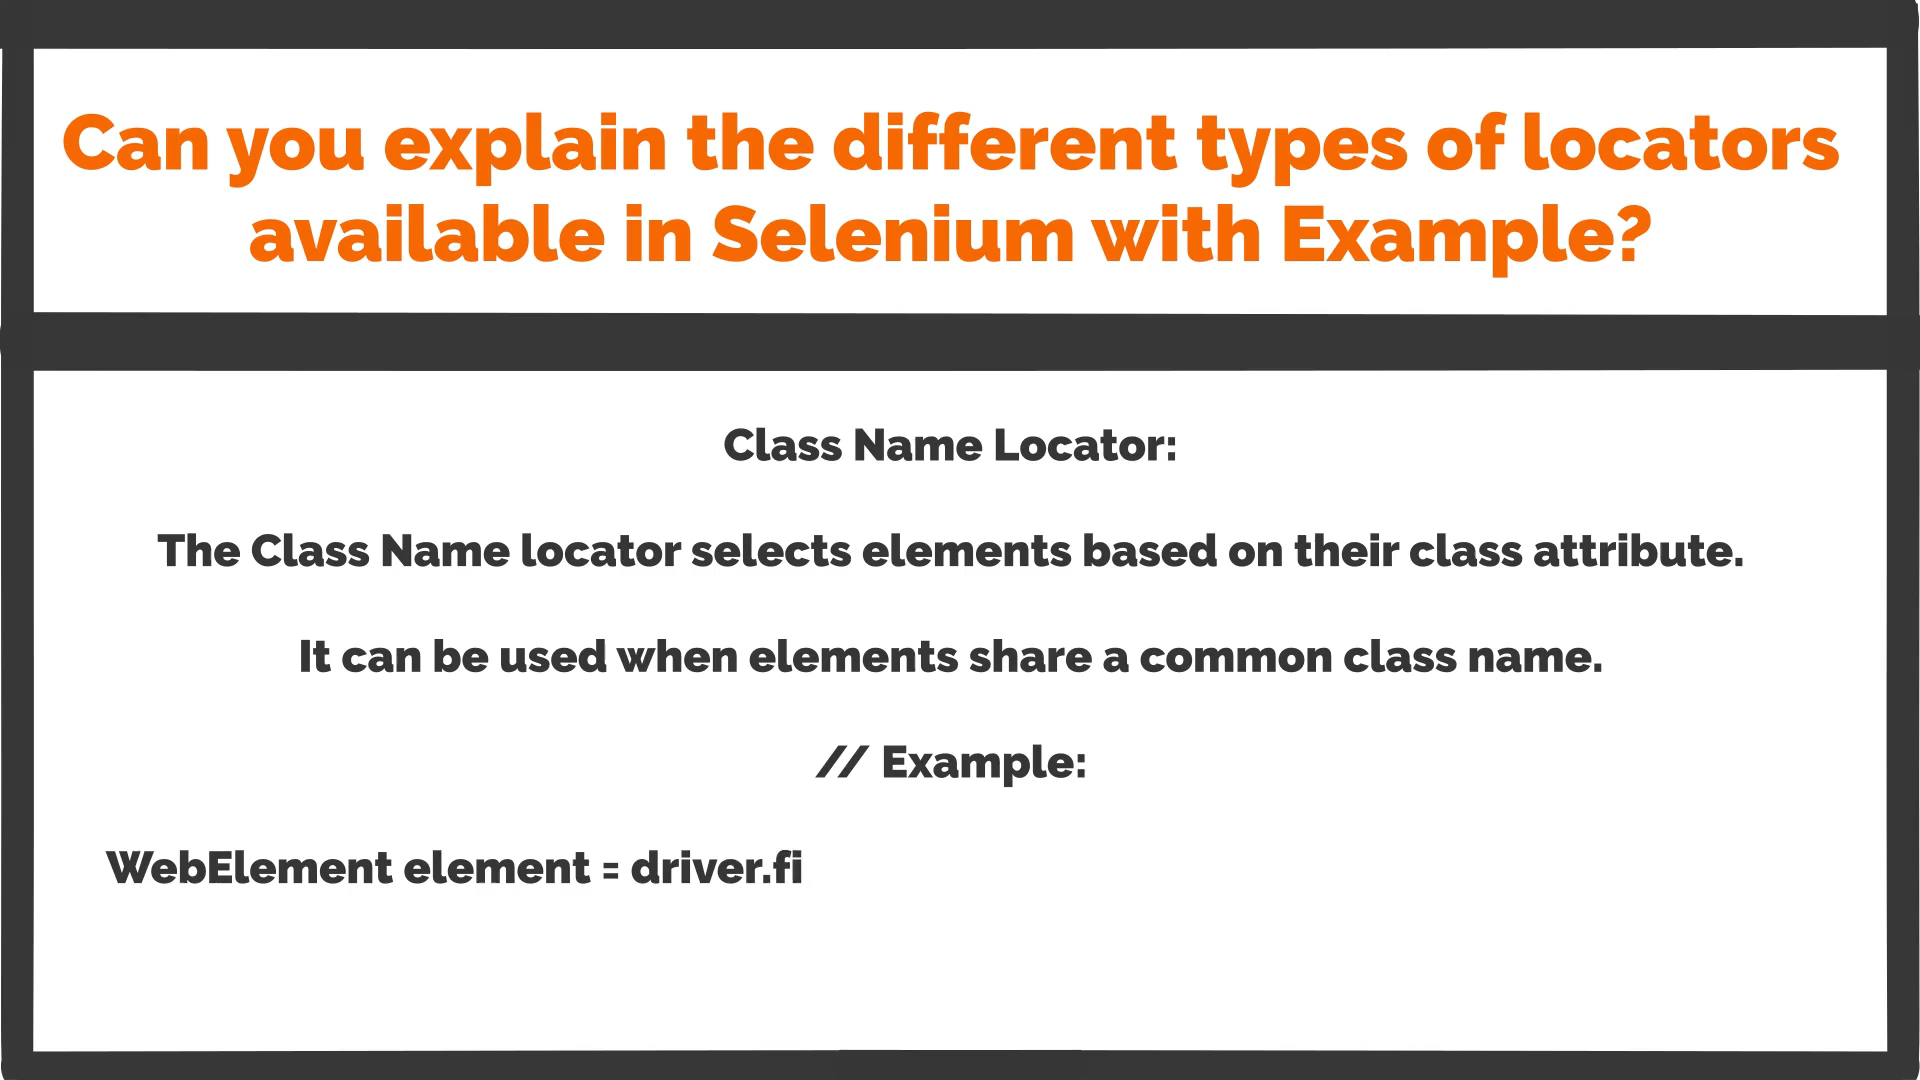 Can you explain the different types of locators
available in Selenium with Example?
Class Name Locator:
The Class Name locator selects elements based on their class attribute.
It can be used when elements share a common class name.
// Example:
WebElement element = driver.fi